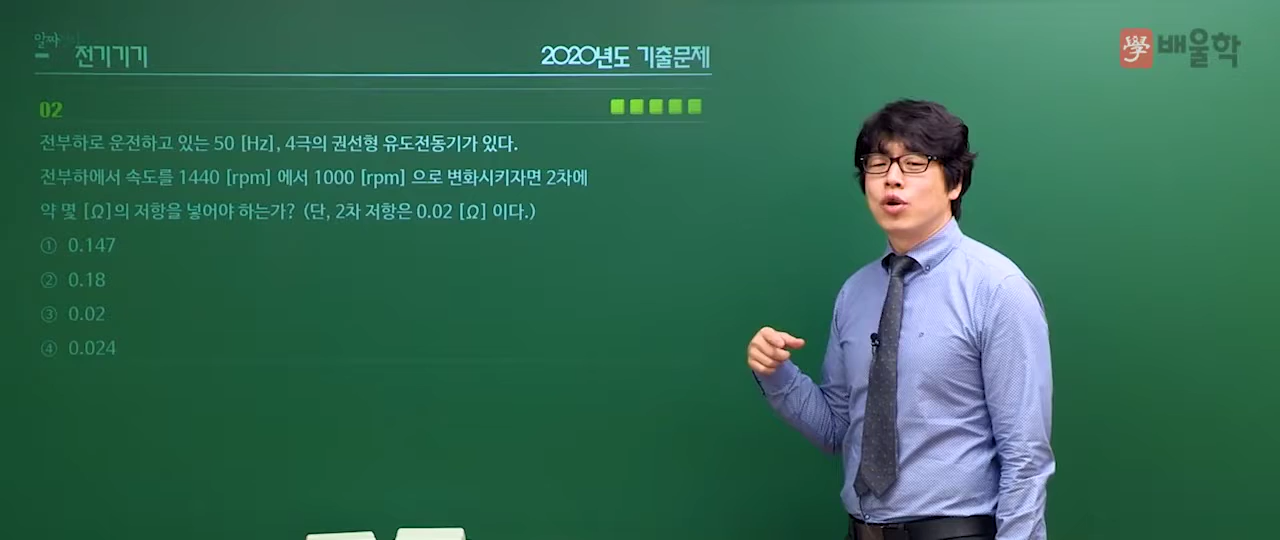 알짜
전기기기
2020년도 기출문제
學 배울학
02
전부하로 운전하고 있는 50 [Hz], 4극의 권선형 유도전동기가 있다.
전부하에서 속도를 1440 [rpm] 에서 1000 [rpm] 으로 변화시키자면 2차에
약 몇 [Ω]의 저항을 넣어야 하는가? (단, 2차 저항은 0.02 [Ω] 이다.)
① 0.147
② 0.18
③ 0.02
④ 0.024